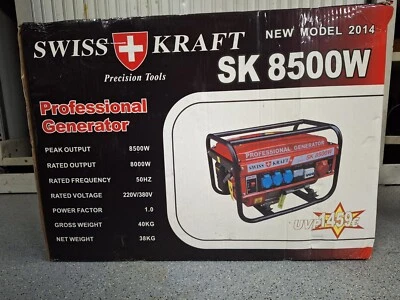 SWISS KRAFT
Precision Tools
NEW MODEL 2014
SK 8500W
Professional
Generator
PEAK OUTPUT 8500W
RATED OUTPUT 8000W
RATED FREQUENCY 50HZ
RATED VOLTAGE 220V/380V
POWER FACTOR 1.0
GROSS WEIGHT 40KG
NET WEIGHT 38KG
PROFESSIONAL GENERATOR
SWISS KRAFT
UVP 1459€